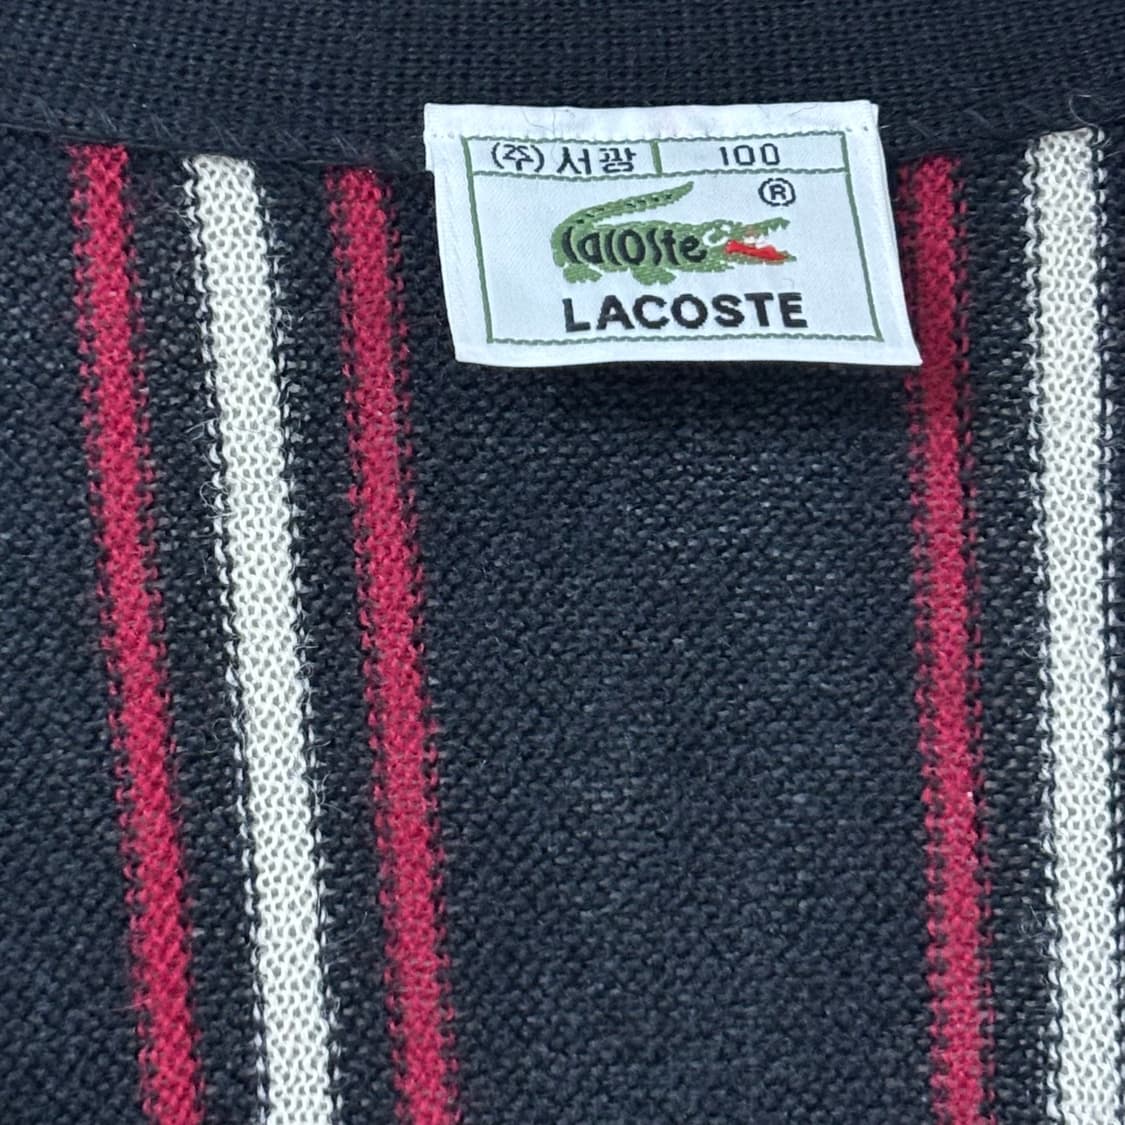 (주)서광 100
®
lacoste
LACOSTE